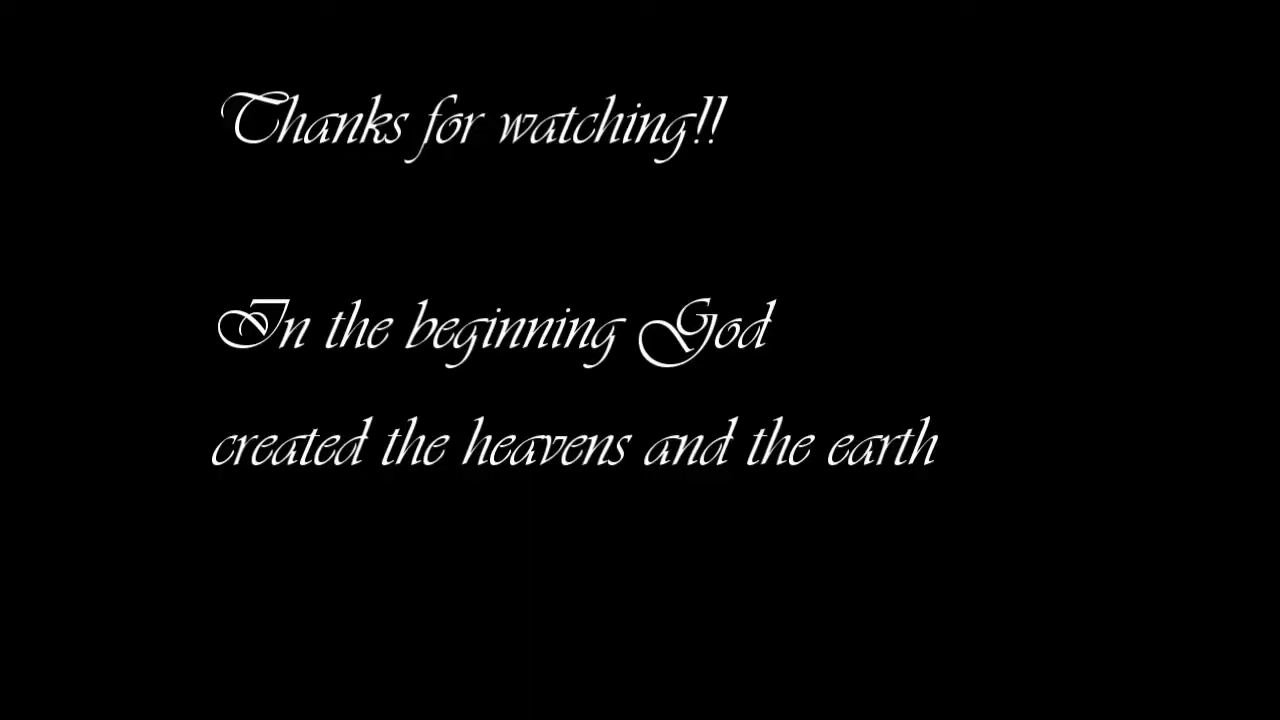 Thanks for watching!!
In the beginning God
created the heavens and the earth